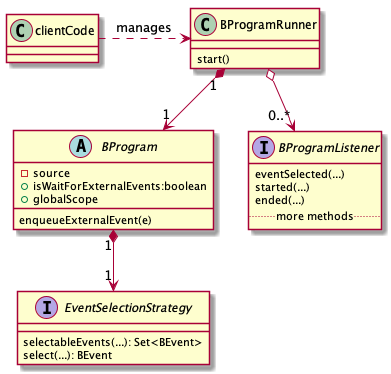 C clientCode
manages
C BProgramRunner
start()
1
0..*
1
A BProgram
source
isWaitForExternalEvents:boolean
globalScope
enqueueExternalEvent(e)
I BProgramListener
eventSelected(...)
started(...)
ended(...)
more methods
1
1
I EventSelectionStrategy
selectableEvents(...): Set<BEvent>
select(...): BEvent